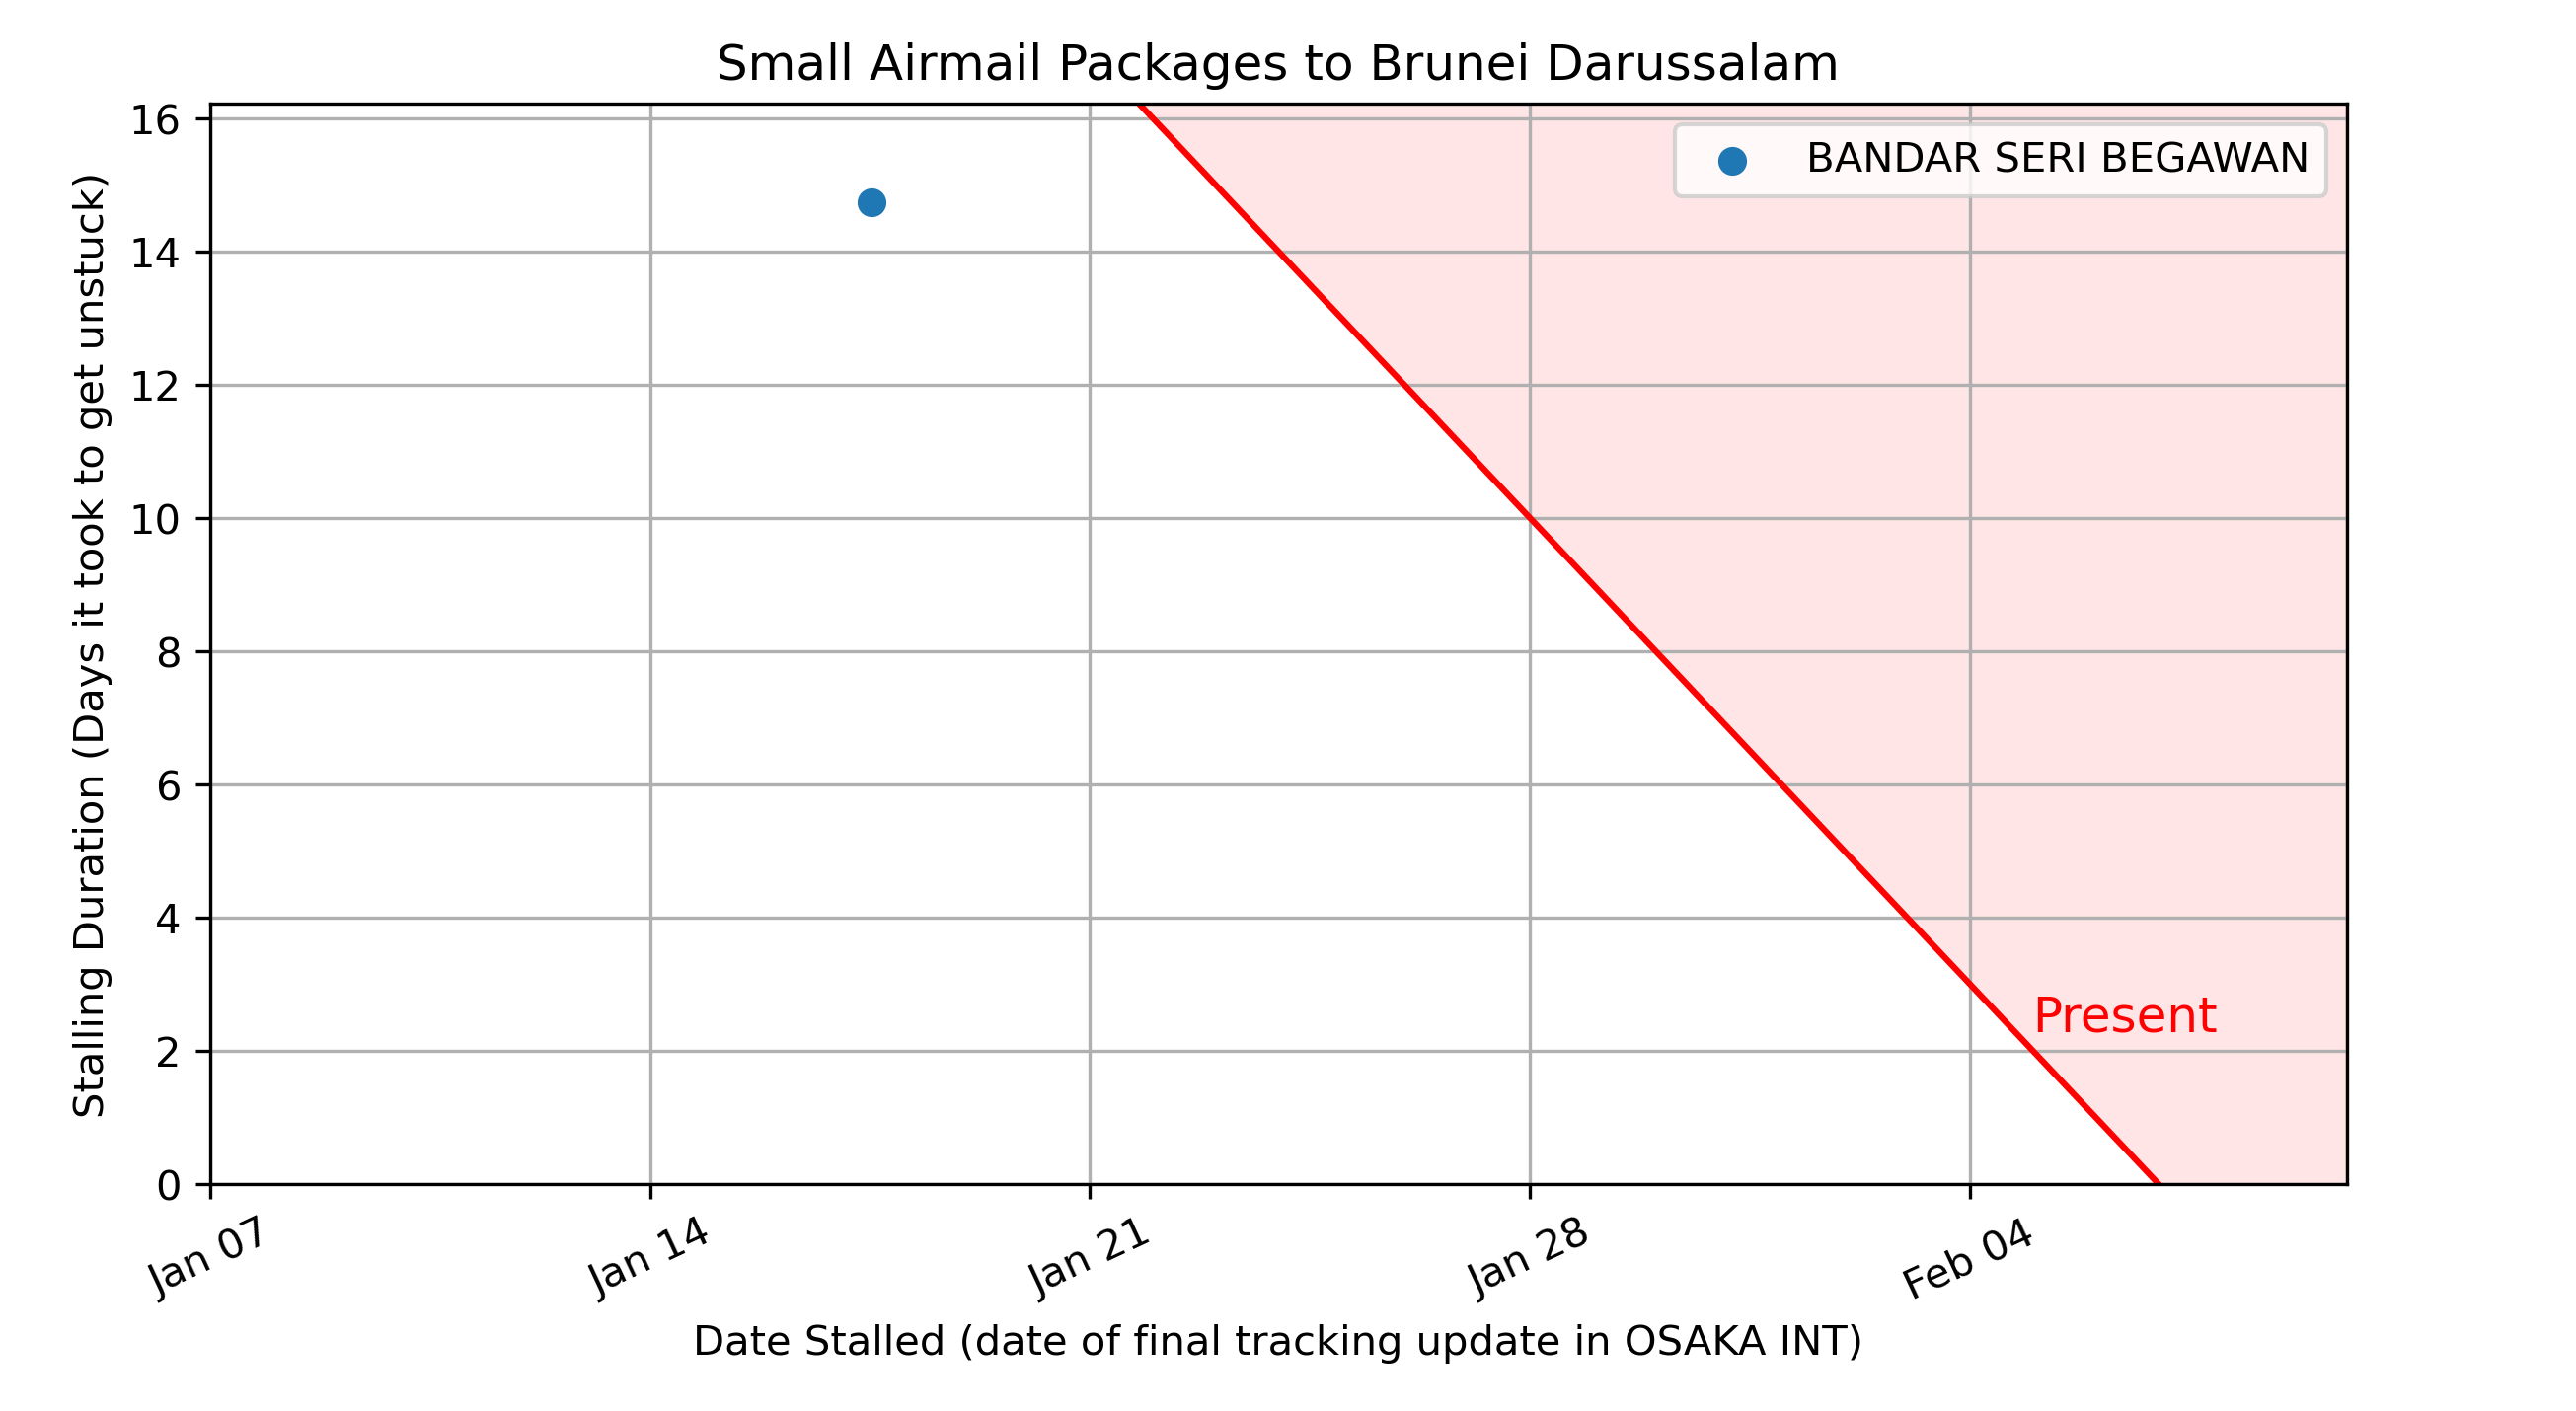 Small Airmail Packages to Brunei Darussalam
Stalling Duration (Days it took to get unstuck)
16
14
12
10
8
6
4
2
0
BANDAR SERI BEGAWAN
Present
Jan 07
Jan 14
Jan 21
Jan 28
Feb 04
Date Stalled (date of final tracking update in OSAKA INT)